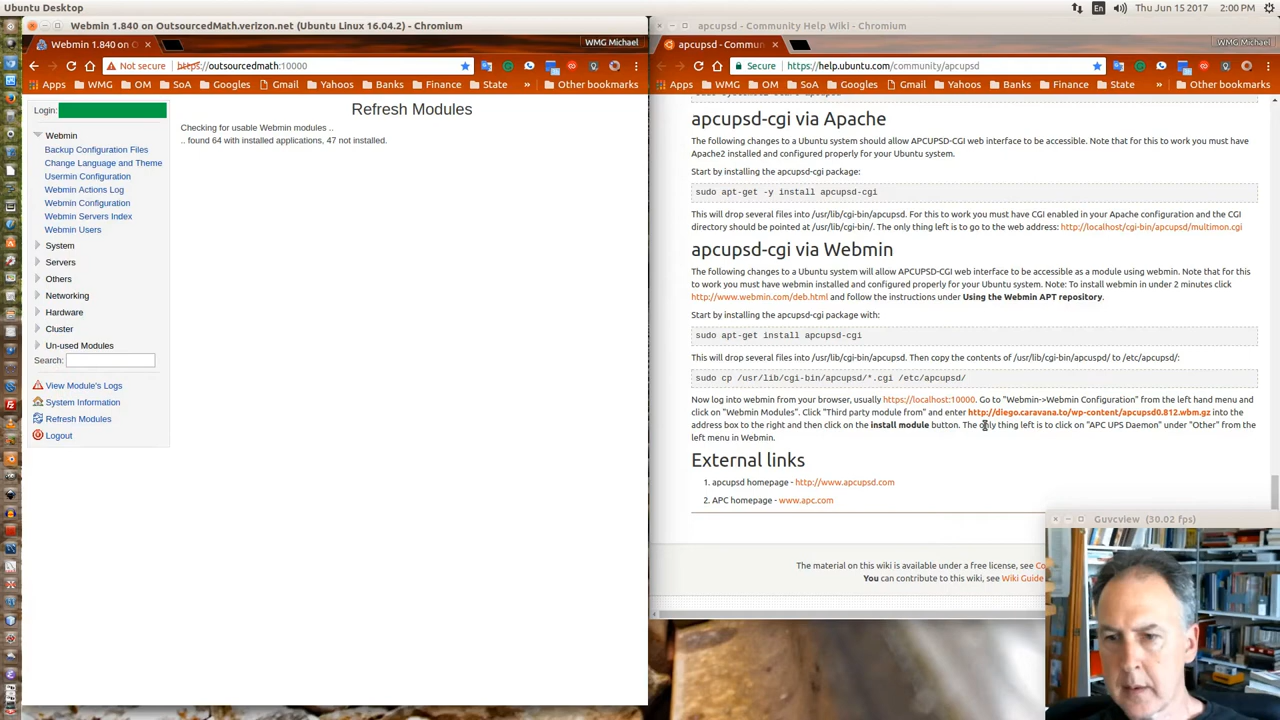 Ubuntu Desktop
En
Thu Jun 15 2017
2:00 PM
Webmin 1.840 on OutsourcedMath.verizon.net (Ubuntu Linux 16.04.2) - Chromium
Webmin 1.840 on O
WMG Michael
Not secure
https://outsourcedmath:10000
Apps
WMG
OM
SoA
Googles
Gmail
Yahoos
Banks
Finance
State
»
Other bookmarks
Login:
Webmin
Backup Configuration Files
Change Language and Theme
Usermin Configuration
Webmin Actions Log
Webmin Configuration
Webmin Servers Index
Webmin Users
System
Servers
Others
Networking
Hardware
Cluster
Un-used Modules
Search:
View Module's Logs
System Information
Refresh Modules
Logout
Refresh Modules
Checking for usable Webmin modules ..
.. found 64 with installed applications, 47 not installed.
apcupsd - Community Help Wiki - Chromium
apcupsd - Commun
WMG Michael
Secure
https://help.ubuntu.com/community/apcupsd
Apps
WMG
OM
SoA
Googles
Gmail
Yahoos
Banks
Finance
State
»
Other bookmarks
apcupsd-cgi via Apache
The following changes to a Ubuntu system should allow APCUPSD-CGI web interface to be accessible. Note that for this to work you must have
Apache2 installed and configured properly for your Ubuntu system.
Start by installing the apcupsd-cgi package:
sudo apt-get -y install apcupsd-cgi
This will drop several files into /usr/lib/cgi-bin/apcupsd. For this to work you must have CGI enabled in your Apache configuration and the CGI
directory should be pointed at /usr/lib/cgi-bin/. The only thing left is to go to the web address: http://localhost/cgi-bin/apcupsd/multimon.cgi
apcupsd-cgi via Webmin
The following changes to a Ubuntu system will allow APCUPSD-CGI web interface to be accessible as a module using webmin. Note that for this
to work you must have webmin installed and configured properly for your Ubuntu system. Note: To install webmin in under 2 minutes click
http://www.webmin.com/deb.html and follow the instructions under Using the Webmin APT repository.
Start by installing the apcupsd-cgi package with:
sudo apt-get install apcupsd-cgi
This will drop several files into /usr/lib/cgi-bin/apcupsd. Then copy the contents of /usr/lib/cgi-bin/apcuspd/ to /etc/apcupsd/:
sudo cp /usr/lib/cgi-bin/apcupsd/*.cgi /etc/apcupsd/
Now log into webmin from your browser, usually https://localhost:10000. Go to "Webmin->Webmin Configuration" from the left hand menu and
click on "Webmin Modules". Click "Third party module from" and enter http://diego.caravana.to/wp-content/apcupsd0.812.wbm.gz into the
address box to the right and then click on the install module button. The only thing left is to click on "APC UPS Daemon" under "Other" from the
left menu in Webmin.
External links
1. apcupsd homepage - http://www.apcupsd.com
2. APC homepage - www.apc.com
The material on this wiki is available under a free license, see Co
You can contribute to this wiki, see Wiki Guide
Guvcview (30.02 fps)